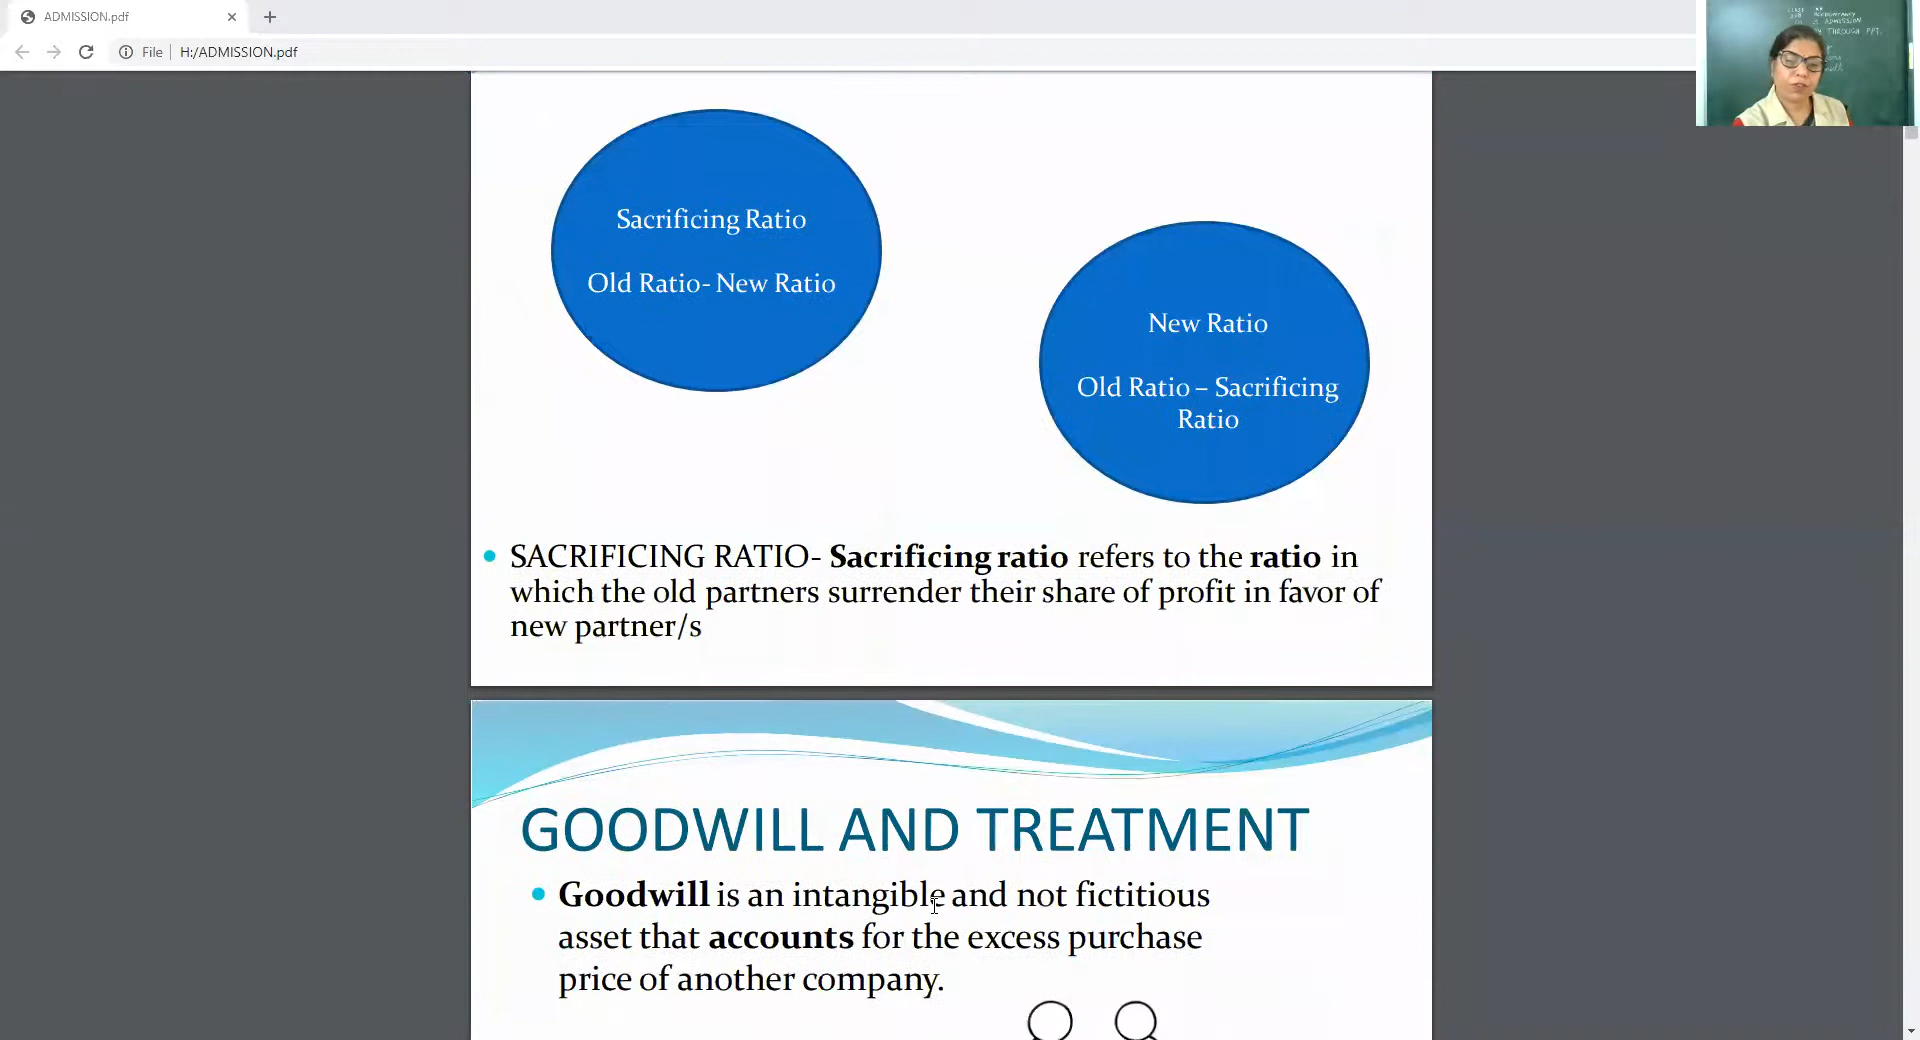 ADMISSION.pdf
File H:/ADMISSION.pdf
ADMISSION
THROUGH PPT.
Sacrificing Ratio
Old Ratio- New Ratio
New Ratio
Old Ratio – Sacrificing
Ratio
SACRIFICING RATIO- Sacrificing ratio refers to the ratio in
which the old partners surrender their share of profit in favor of
new partner/s
GOODWILL AND TREATMENT
Goodwill is an intangible and not fictitious
asset that accounts for the excess purchase
price of another company.